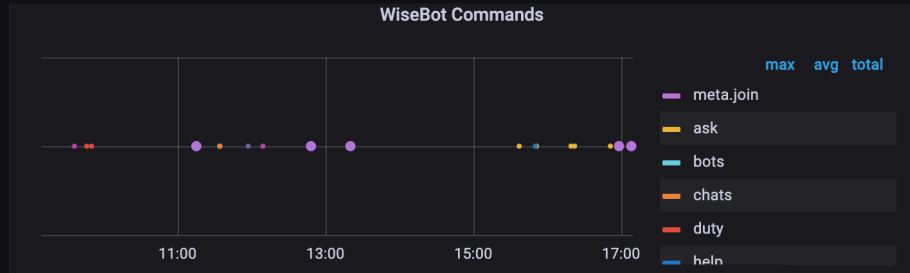 WiseBot Commands
max avg total
meta.join
ask
bots
chats
duty
help
11:00 13:00 15:00 17:00